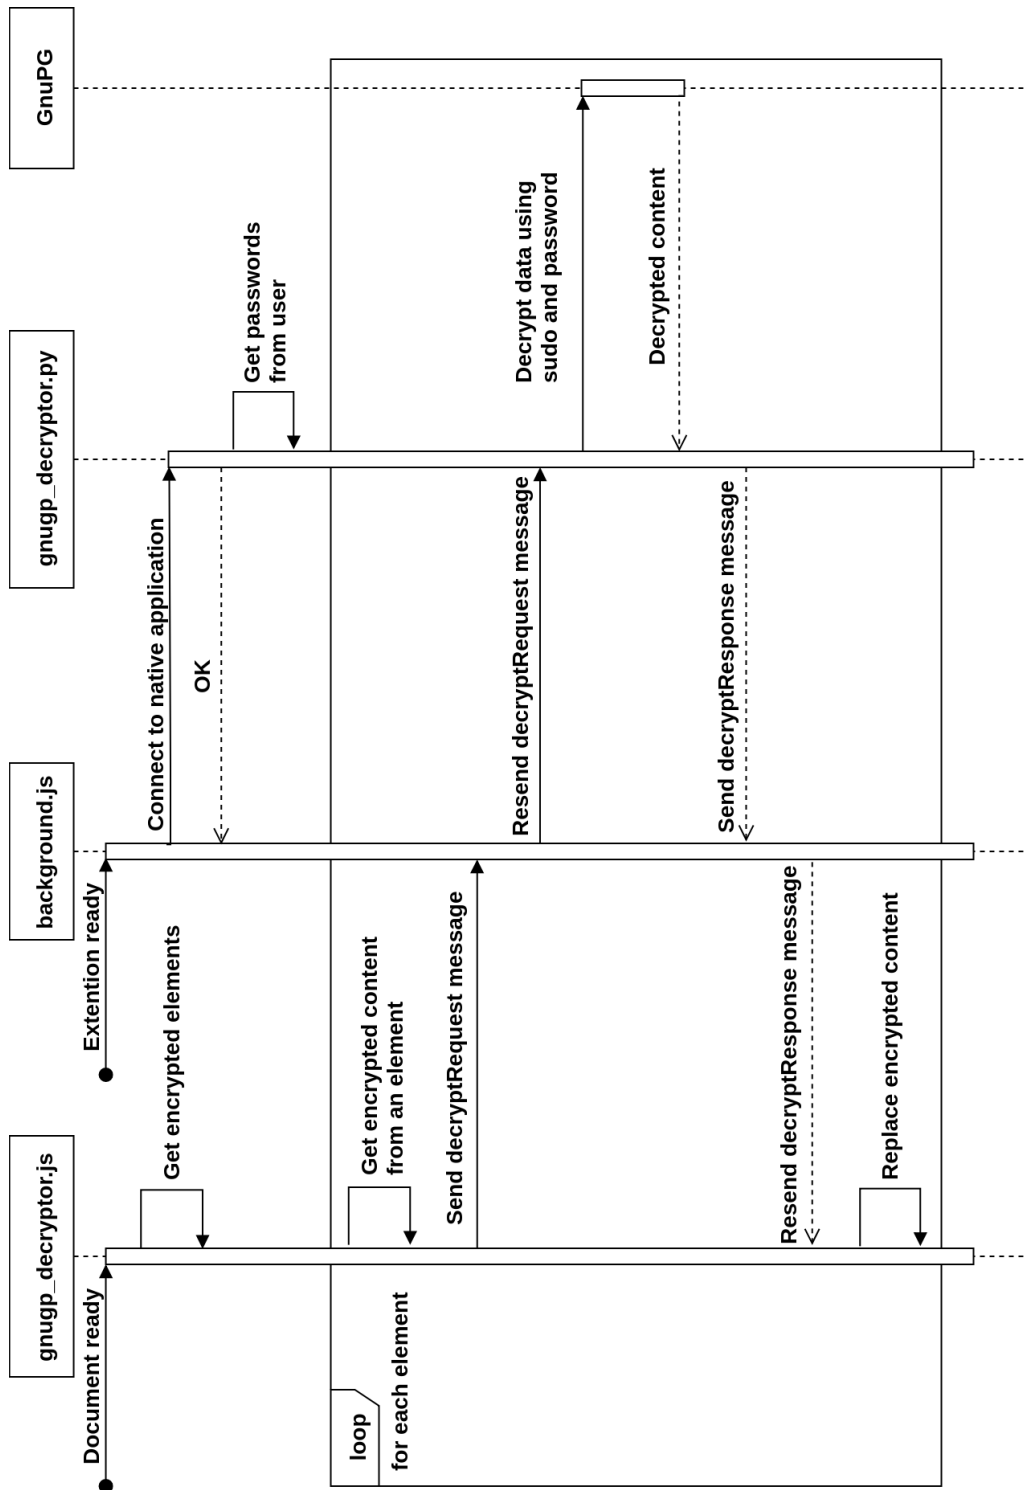 gnugp_decryptor.js
background.js
gnugp_decryptor.py
GnuPG
Document ready
Extention ready
Get encrypted elements
Connect to native application
OK
Get passwords
from user
loop
for each element
Get encrypted content
from an element
Send decryptRequest message
Resend decryptRequest message
Decrypt data using
sudo and password
Decrypted content
Send decryptResponse message
Resend decryptResponse message
Replace encrypted content